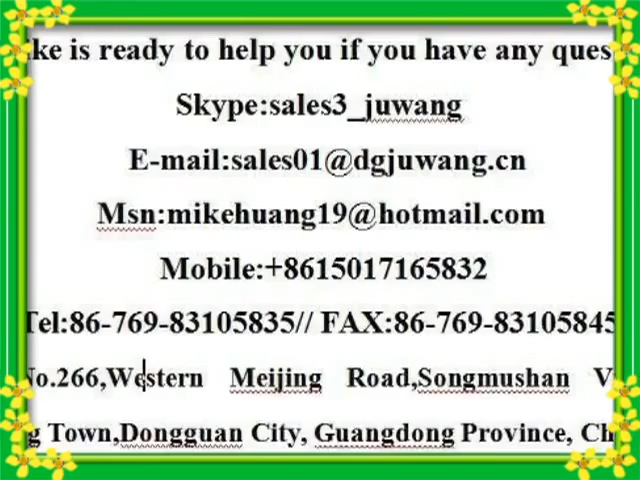 ke is ready to help you if you have any ques
Skype:sales3_juwang
E-mail:sales01@dgjuwang.cn
Msn:mikehuang19@hotmail.com
Mobile:+8615017165832
Tel:86-769-83105835// FAX:86-769-83105845
No.266,Western Meijing Road,Songmushan V
g Town,Dongguan City, Guangdong Province, Ch